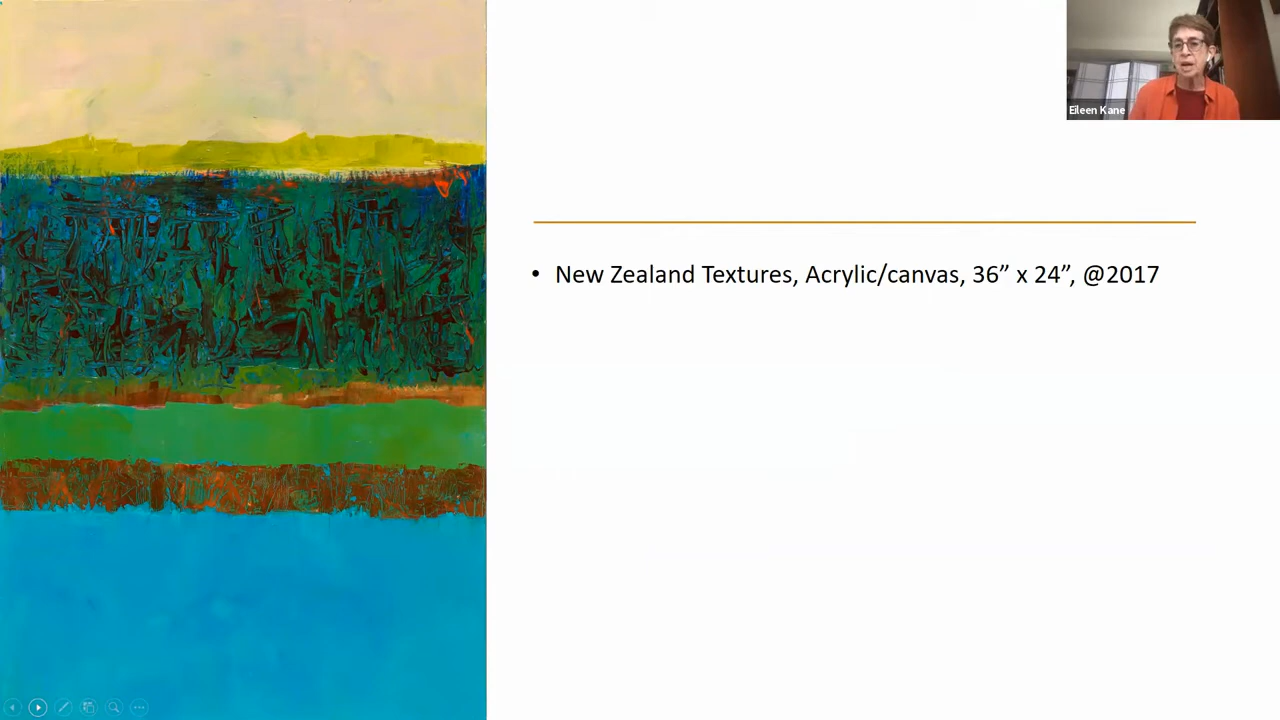 Eileen Kane
• New Zealand Textures, Acrylic/canvas, 36” x 24”, @2017